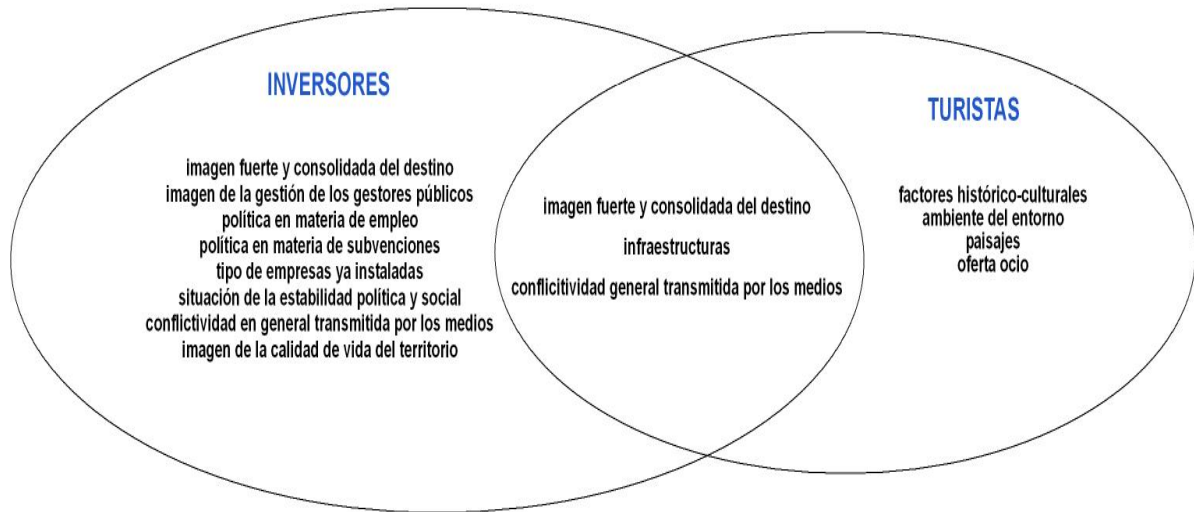 INVERSORES
imagen fuerte y consolidada del destino
imagen de la gestión de los gestores públicos
política en materia de empleo
política en materia de subvenciones
tipo de empresas ya instaladas
situación de la estabilidad política y social
conflictividad en general transmitida por los medios
imagen de la calidad de vida del territorio
imagen fuerte y consolidada del destino
infraestructuras
conflicitividad general transmitida por los medios
TURISTAS
factores histórico-culturales
ambiente del entorno
paisajes
oferta ocio